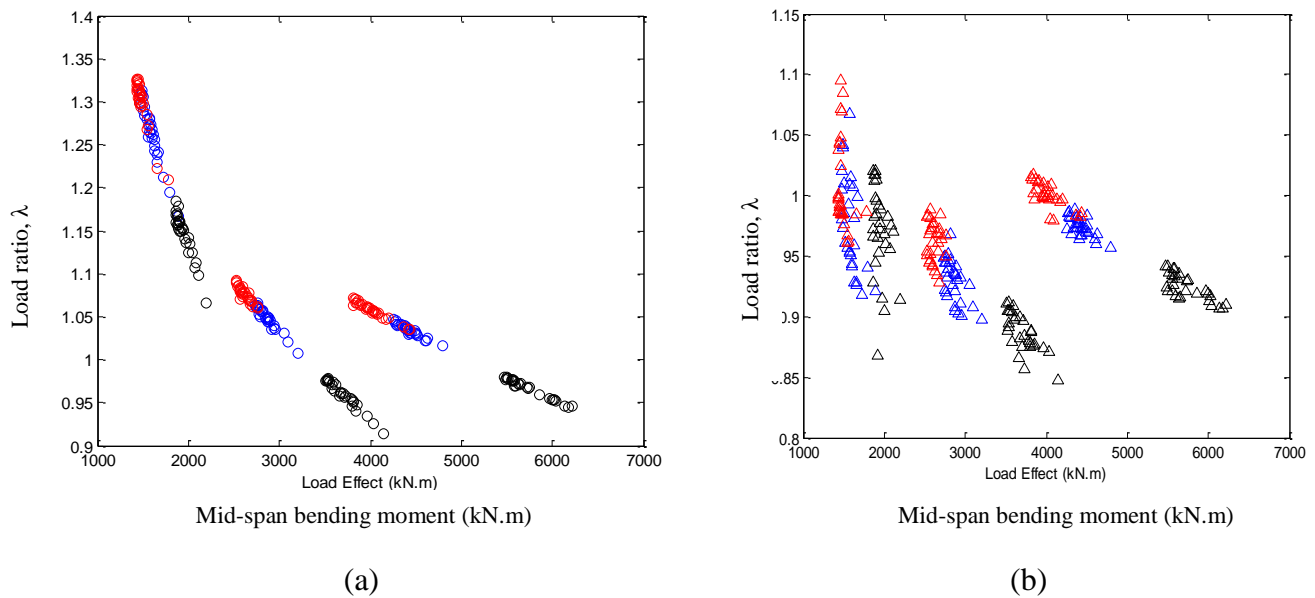 1.4
1.35
1.3
1.25
1.2
1.15
1.1
1.05
1
0.95
0.9
Load ratio, λ
1000 2000 3000 4000 5000 6000 7000
Load Effect (kN.m)
Mid-span bending moment (kN.m)
(a)
1.15
1.1
1.05
1
95
0.9
0.85
0.8
Load ratio, λ
1000 2000 3000 4000 5000 6000 7000
Load Effect (kN.m)
Mid-span bending moment (kN.m)
(b)